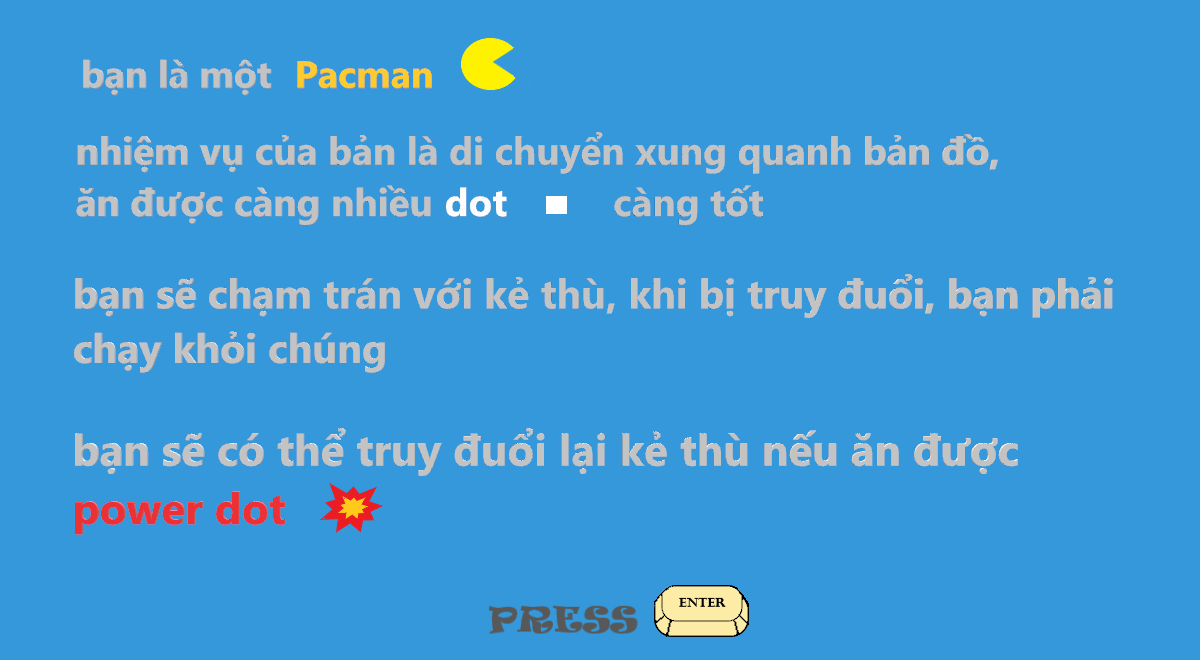 bạn là một Pacman
nhiệm vụ của bản là di chuyển xung quanh bản đồ,
ăn được càng nhiều dot càng tốt
bạn sẽ chạm trán với kẻ thù, khi bị truy đuổi, bạn phải
chạy khỏi chúng
bạn sẽ có thể truy đuổi lại kẻ thù nếu ăn được
power dot
PRESS ENTER